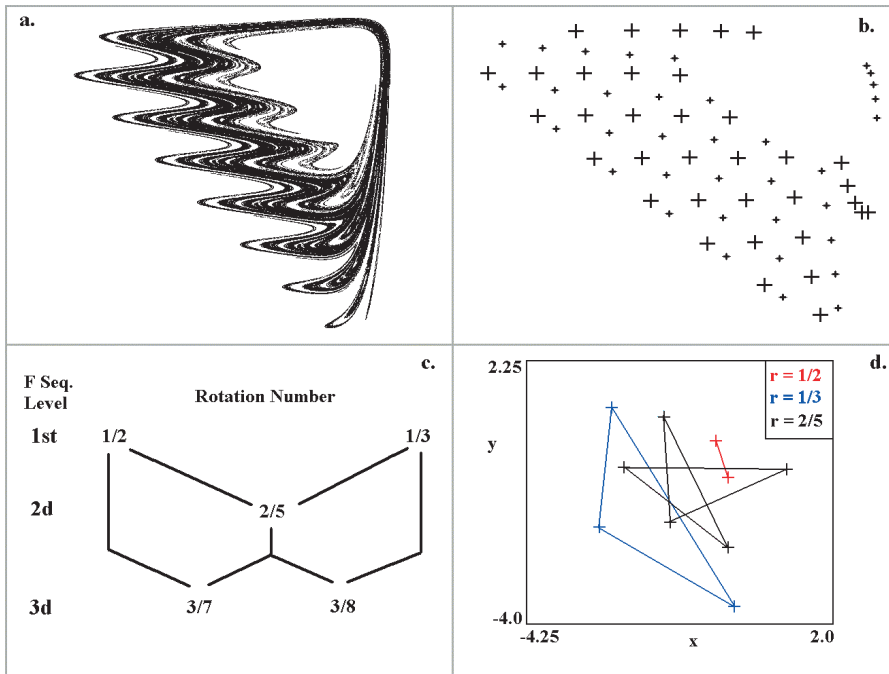 a.
b.
c.
F Seq.
Level
Rotation Number
1st
1/2
1/3
2d
2/5
3d
3/7
3/8
d.
2.25
r = 1/2
r = 1/3
r = 2/5
y
-4.0
-4.25
x
2.0